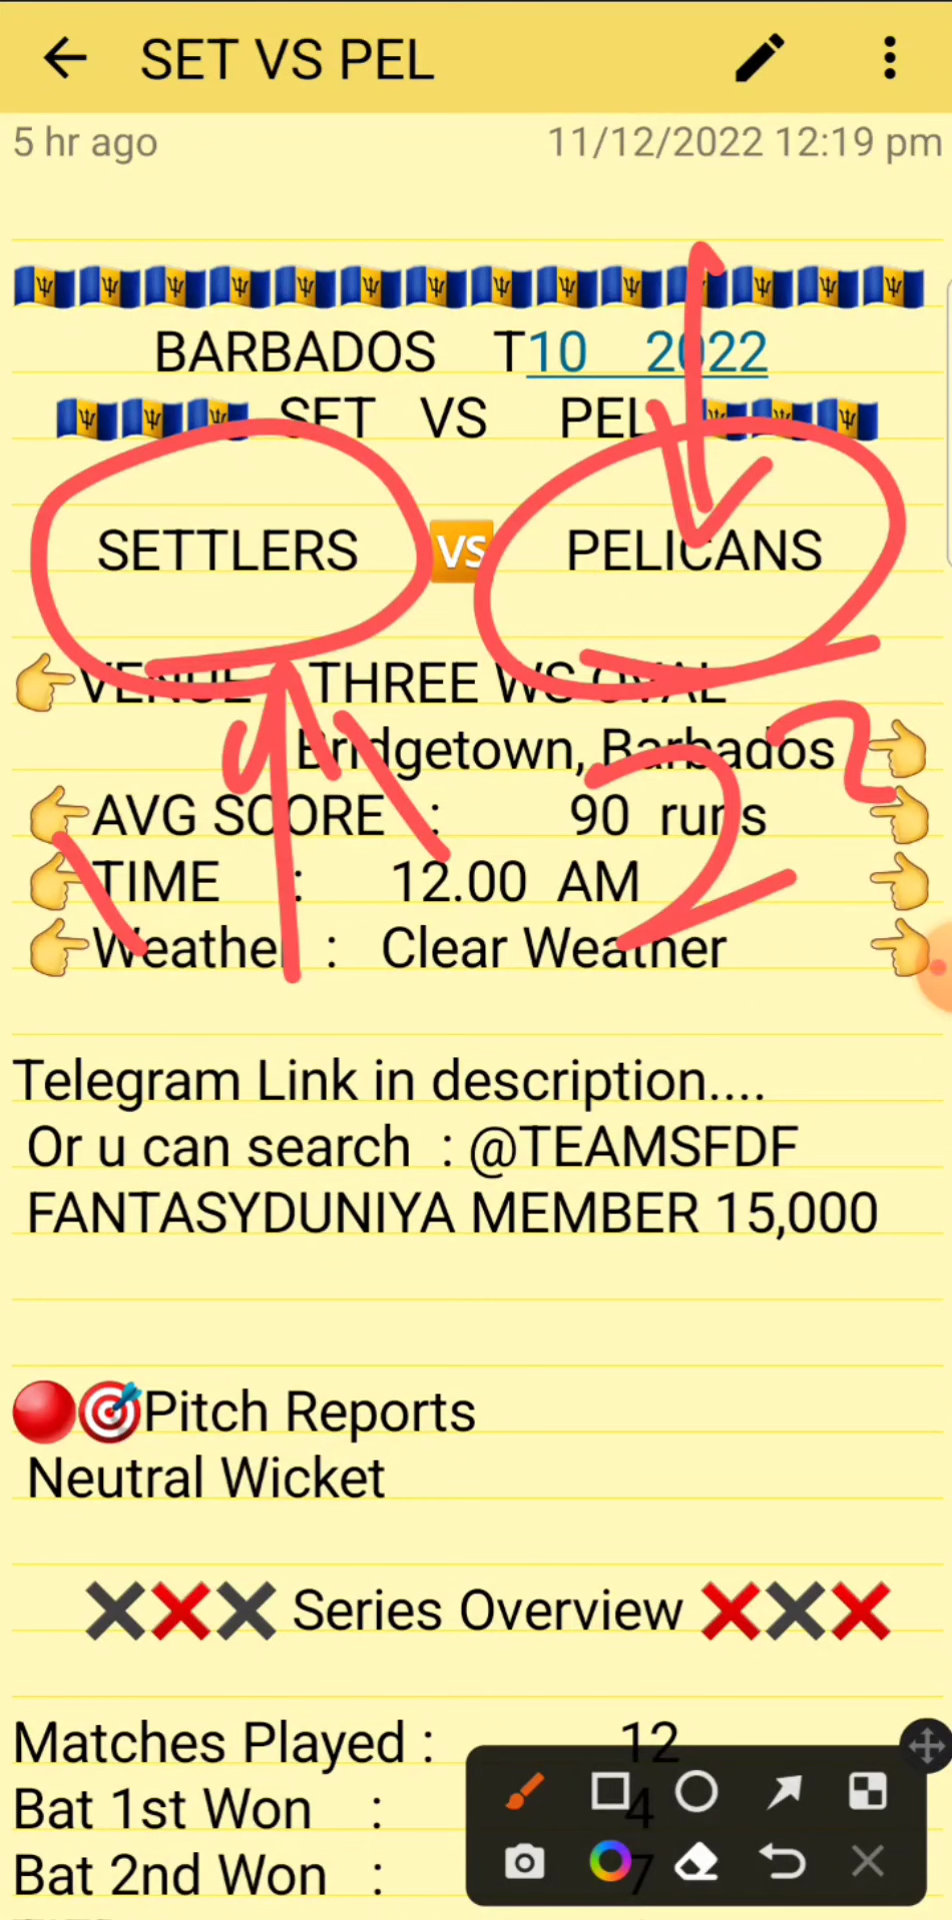 SET VS PEL
5 hr ago 11/12/2022 12:19 pm
BARBADOS T10 2022
SET VS PEL
SETTLERS VS PELICANS
VENUE THREE WS OVAL
Bridgetown, Barbados
AVG SCORE : 90 runs
TIME : 12.00 AM
Weather : Clear Weather
Telegram Link in description....
Or u can search : @TEAMSFDF
FANTASYDUNIYA MEMBER 15,000
Pitch Reports
Neutral Wicket
Series Overview
Matches Played : 12
Bat 1st Won : 4
Bat 2nd Won : 7